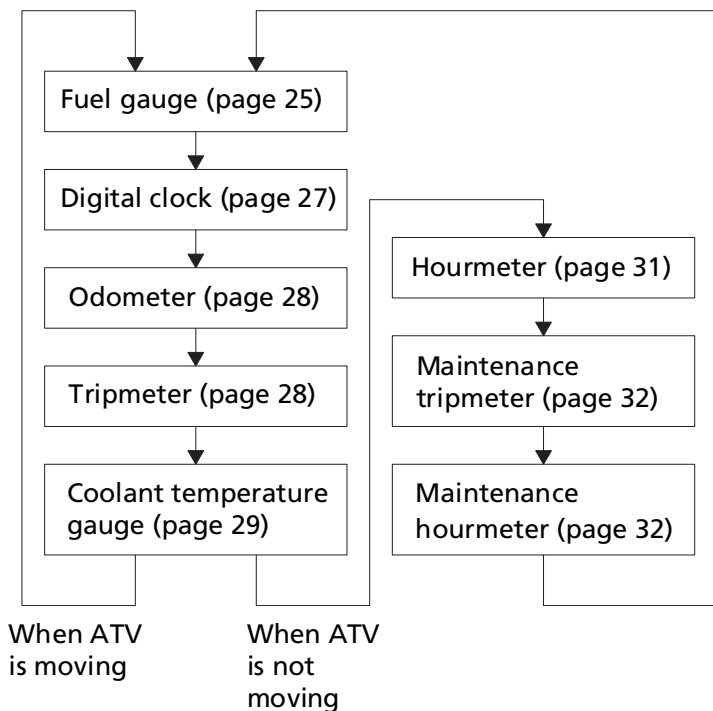 Fuel gauge (page 25)
Digital clock (page 27)
Odometer (page 28)
Tripmeter (page 28)
Coolant temperature
gauge (page 29)
When ATV
is moving
When ATV
is not
moving
Hourmeter (page 31)
Maintenance
tripmeter (page 32)
Maintenance
hourmeter (page 32)